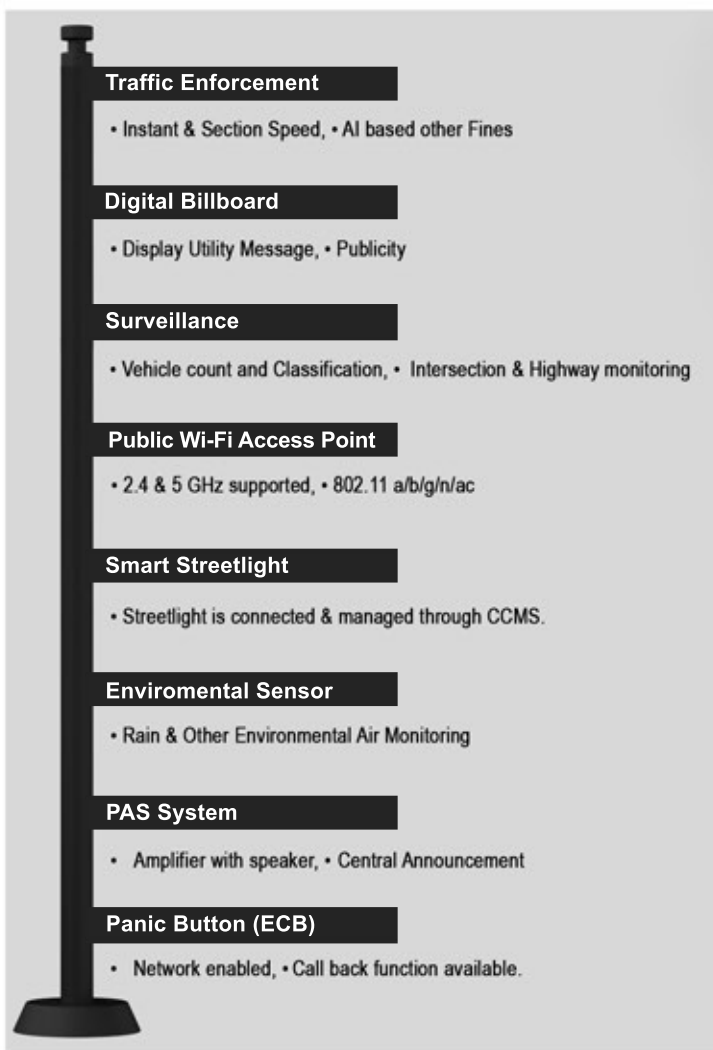 Traffic Enforcement
• Instant & Section Speed, • AI based other Fines
Digital Billboard
• Display Utility Message, • Publicity
Surveillance
• Vehicle count and Classification, • Intersection & Highway monitoring
Public Wi-Fi Access Point
• 2.4 & 5 GHz supported, • 802.11 a/b/g/n/ac
Smart Streetlight
• Streetlight is connected & managed through CCMS.
Enviromental Sensor
• Rain & Other Environmental Air Monitoring
PAS System
• Amplifier with speaker, • Central Announcement
Panic Button (ECB)
• Network enabled, • Call back function available.